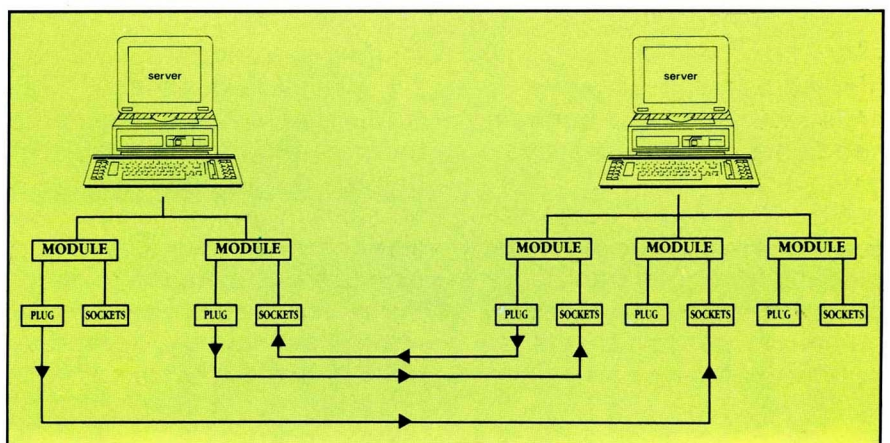 server server
MODULE MODULE MODULE MODULE MODULE
PLUG SOCKETS PLUG SOCKETS PLUG SOCKETS PLUG SOCKETS PLUG SOCKETS